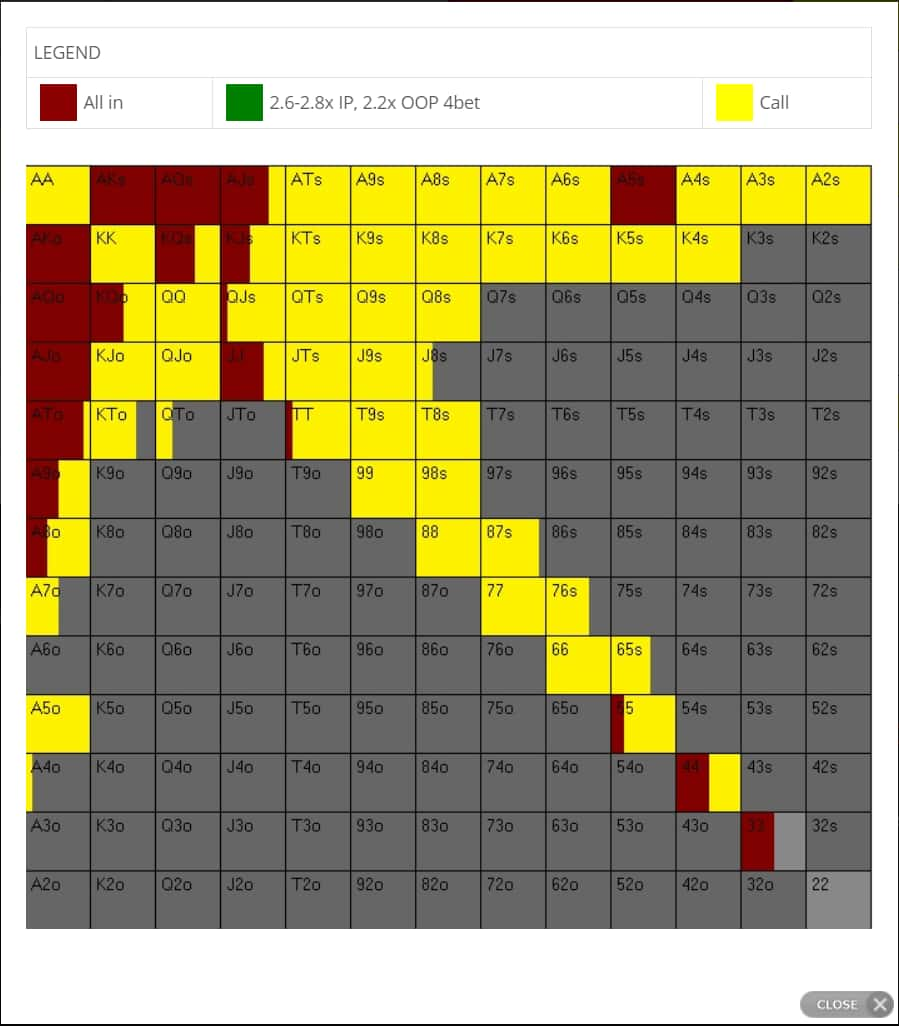 LEGEND
All in 2.6-2.8x IP, 2.2x OOP 4bet Call
AA AKs AQs AJs ATs A9s A8s A7s A6s A5s A4s A3s A2s
AKo KK KQs KJs KTs K9s K8s K7s K6s K5s K4s K3s K2s
AQo KQo QQ QJs QTs Q9s Q8s Q7s Q6s Q5s Q4s Q3s Q2s
AJo KJo QJo JJ JTs J9s J8s J7s J6s J5s J4s J3s J2s
ATo KTo QTo JTo TT T9s T8s T7s T6s T5s T4s T3s T2s
A9o K9o Q9o J9o T9o 99 98s 97s 96s 95s 94s 93s 92s
A8o K8o Q8o J8o T8o 98o 88 87s 86s 85s 84s 83s 82s
A7o K7o Q7o J7o T7o 97o 87o 77 76s 75s 74s 73s 72s
A6o K6o Q6o J6o T6o 96o 86o 76o 66 65s 64s 63s 62s
A5o K5o Q5o J5o T5o 95o 85o 75o 65o 55 54s 53s 52s
A4o K4o Q4o J4o T4o 94o 84o 74o 64o 54o 44 43s 42s
A3o K3o Q3o J3o T3o 93o 83o 73o 63o 53o 43o 33 32s
A2o K2o Q2o J2o T2o 92o 82o 72o 62o 52o 42o 32o 22
CLOSE